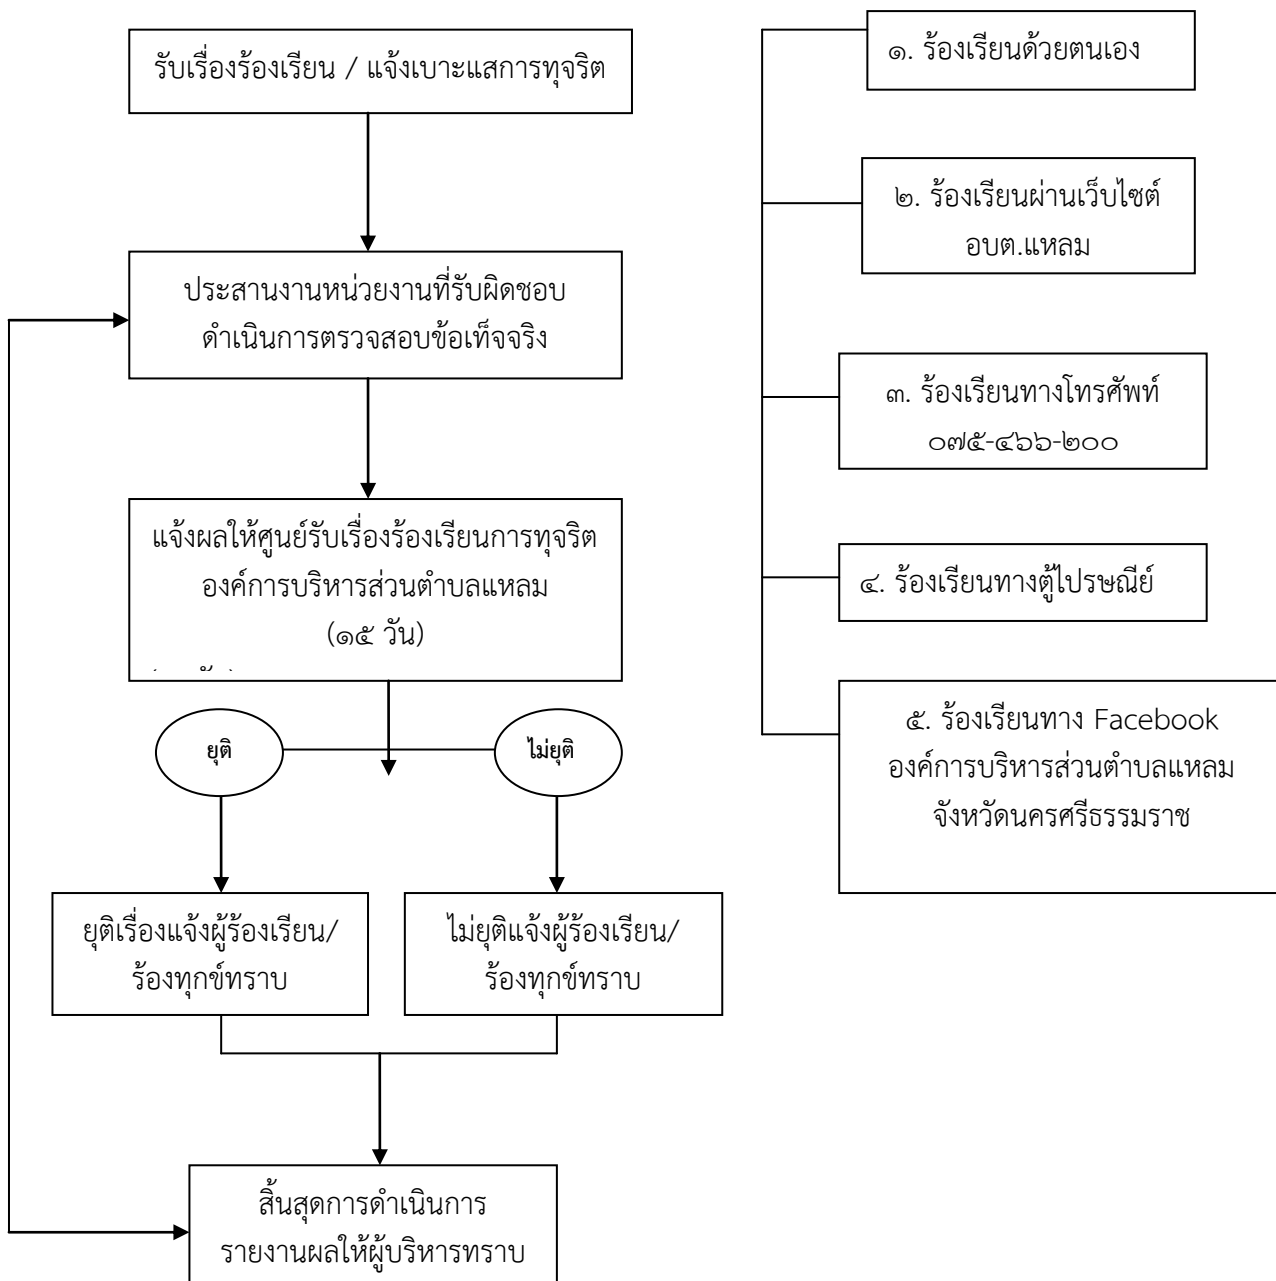 รับเรื่องร้องเรียน / แจ้งเบาะแสการทุจริต
ประสานงานหน่วยงานที่รับผิดชอบ
ดำเนินการตรวจสอบข้อเท็จจริง
แจ้งผลให้ศูนย์รับเรื่องร้องเรียนการทุจริต
องค์การบริหารส่วนตำบลแหลม
(๑๕ วัน)
ยุติ
ไม่ยุติ
ยุติเรื่องแจ้งผู้ร้องเรียน/
ร้องทุกข์ทราบ
ไม่ยุติแจ้งผู้ร้องเรียน/
ร้องทุกข์ทราบ
สิ้นสุดการดำเนินการ
รายงานผลให้ผู้บริหารทราบ
๑. ร้องเรียนด้วยตนเอง
๒. ร้องเรียนผ่านเว็บไซต์
อบต.แหลม
๓. ร้องเรียนทางโทรศัพท์
๐๗๕-๔๖๖-๒๐๐
๔. ร้องเรียนทางตู้ไปรษณีย์
๕. ร้องเรียนทาง Facebook
องค์การบริหารส่วนตำบลแหลม
จังหวัดนครศรีธรรมราช